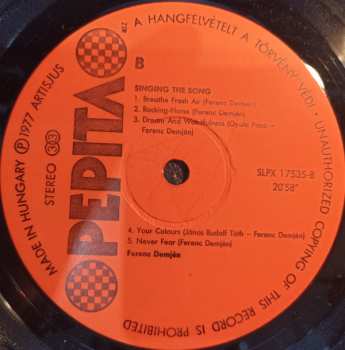 A HANGFELVÉTELT A TÖRVÉNY VÉDI · UNAUTHORIZED COPYING OF THIS RECORD IS PROHIBITED
MADE IN HUNGARY Ⓟ 1977 ARTISJUS
STEREO 33
PEPITA
B
SINGING THE SONG
1. Breathe Fresh Air (Ferenc Demjén)
2. Rocking-Horse (Ferenc Demjén)
3. Dream And Wakefulness (Gyula Papp –
Ferenc Demjén)
SLPX 17535-B
20'58"
4. Your Colours (János Rudolf Tóth – Ferenc Demjén)
5. Never Fear (Ferenc Demjén)
Ferenc Demjén